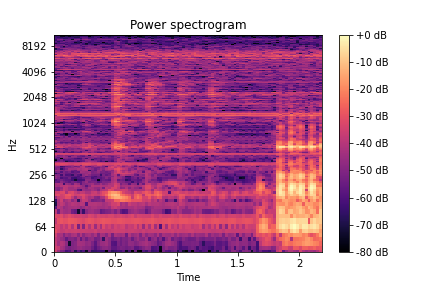 Power spectrogram
8192
4096
2048
1024
512
256
128
64
0
Hz
0
0.5
1
1.5
2
Time
+0 dB
-10 dB
-20 dB
-30 dB
-40 dB
-50 dB
-60 dB
-70 dB
-80 dB